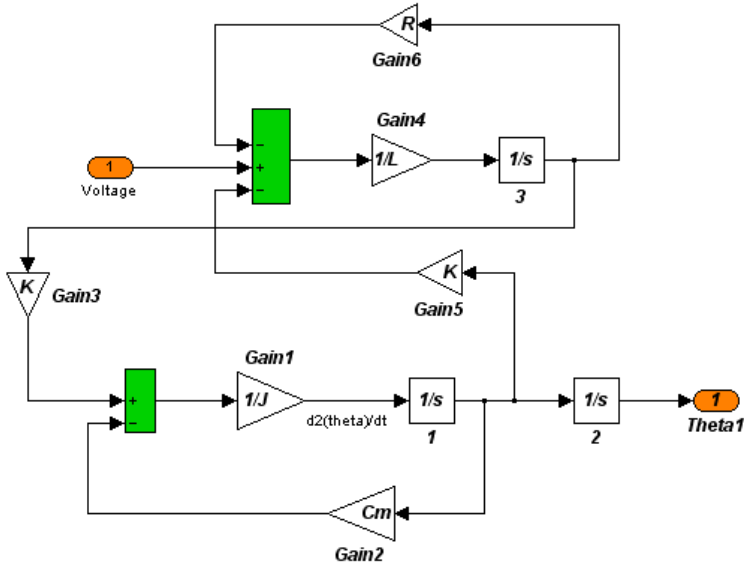 R
Gain6
Gain4
−
1
+
1/L
1/s
Voltage
−
3
K
Gain3
K
Gain5
Gain1
+
1/J
1/s
1/s
1
−
d2(theta)/dt
1
2
Theta1
Cm
Gain2